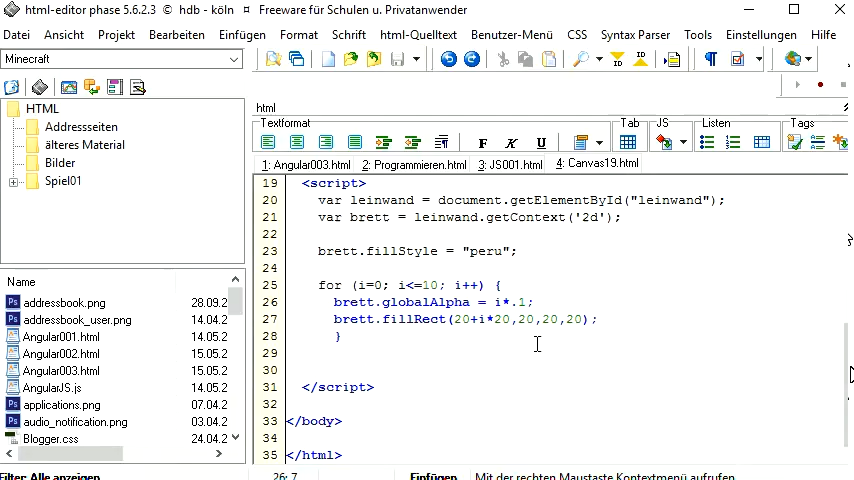 html-editor phase 5.6.2.3 © hdb - köln ¤ Freeware für Schulen u. Privatanwender
Datei Ansicht Projekt Bearbeiten Einfügen Format Schrift html-Quelltext Benutzer-Menü CSS Syntax Parser Tools Einstellungen Hilfe
Minecraft
HTML
Addressseiten
älteres Material
Bilder
Spiel01
Name
addressbook.png 28.09.2
addressbook_user.png 14.04.2
Angular001.html 14.05.2
Angular002.html 15.05.2
Angular003.html 15.05.2
AngularJS.js 14.05.2
applications.png 07.04.2
audio_notification.png 03.04.2
Blogger.css 24.04.2
html
Textformat Tab JS Listen Tags
F K U
1: Angular003.html 2: Programmieren.html 3: JS001.html 4: Canvas19.html
19 <script>
20 var leinwand = document.getElementById("leinwand");
21 var brett = leinwand.getContext('2d');
22
23 brett.fillStyle = "peru";
24
25 for (i=0; i<=10; i++) {
26 brett.globalAlpha = i*.1;
27 brett.fillRect(20+i*20,20,20,20);
28 }
29
30
31 </script>
32
33 </body>
34
35 </html>
Filter: Alle anzeigen 26: 7 Einfügen Mit der rechten Maustaste Kontextmenü aufrufen